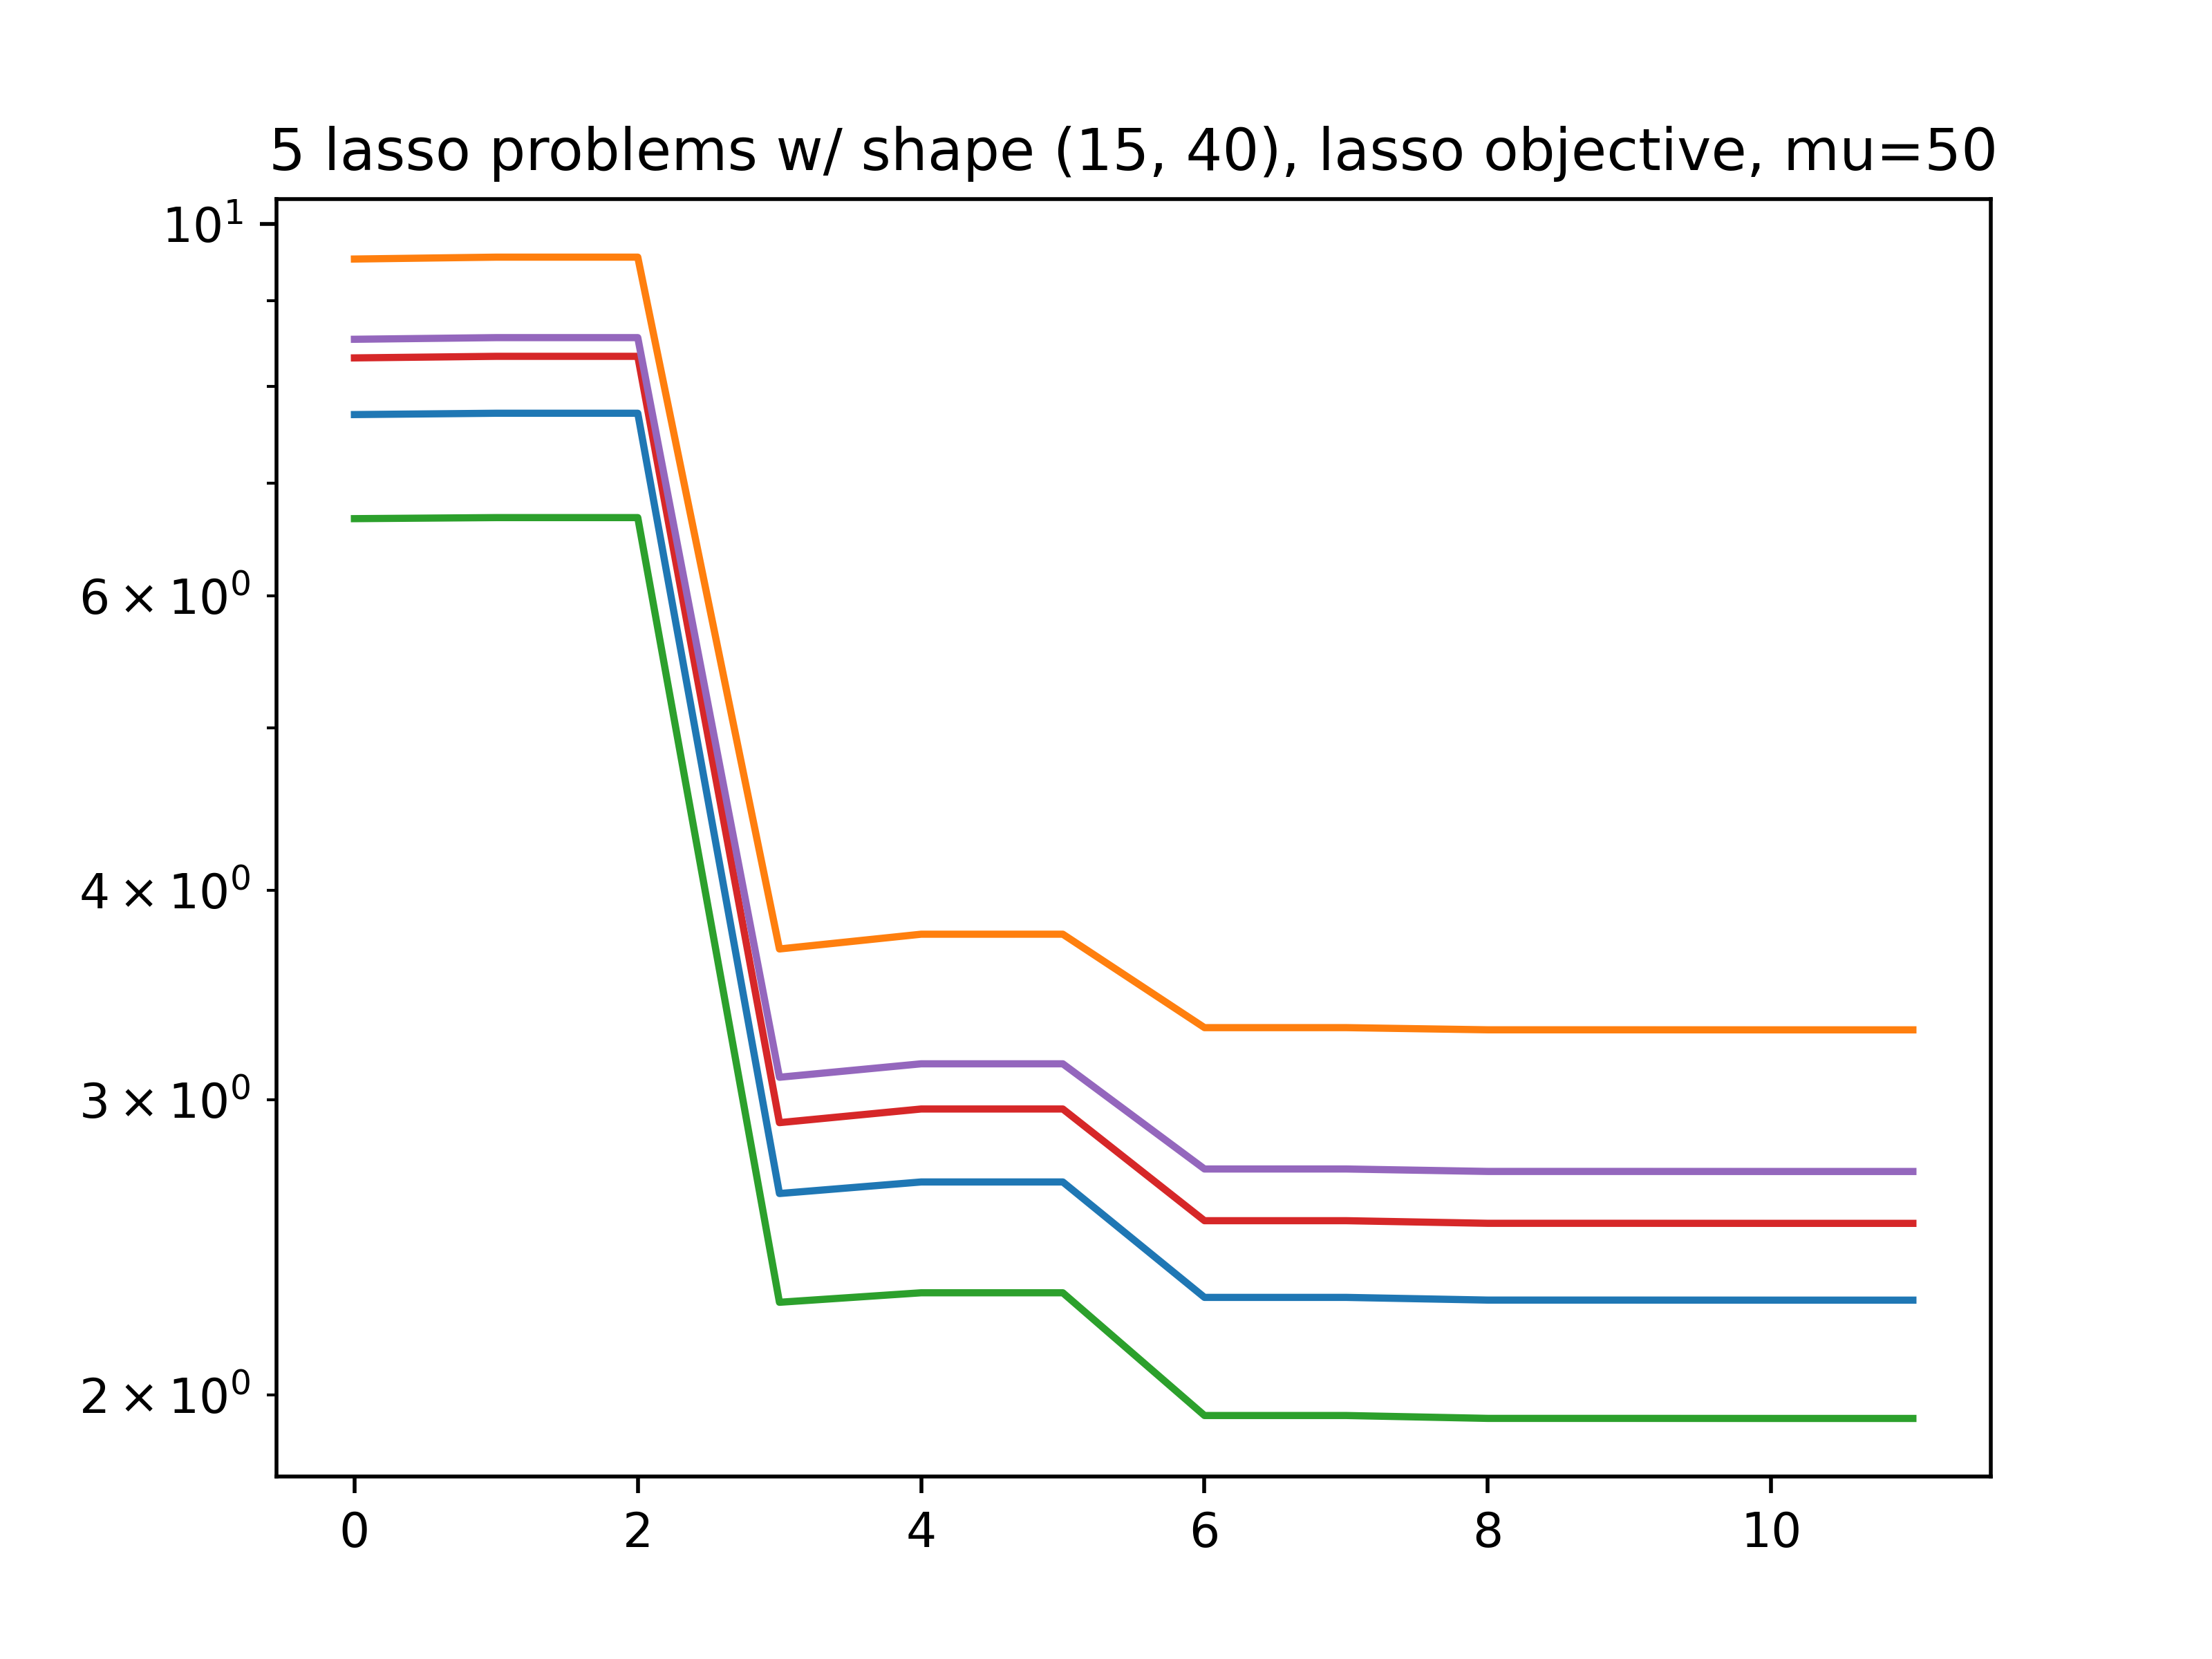 5 lasso problems w/ shape (15, 40), lasso objective, mu=50
10¹
6 × 10⁰
4 × 10⁰
3 × 10⁰
2 × 10⁰
0 2 4 6 8 10